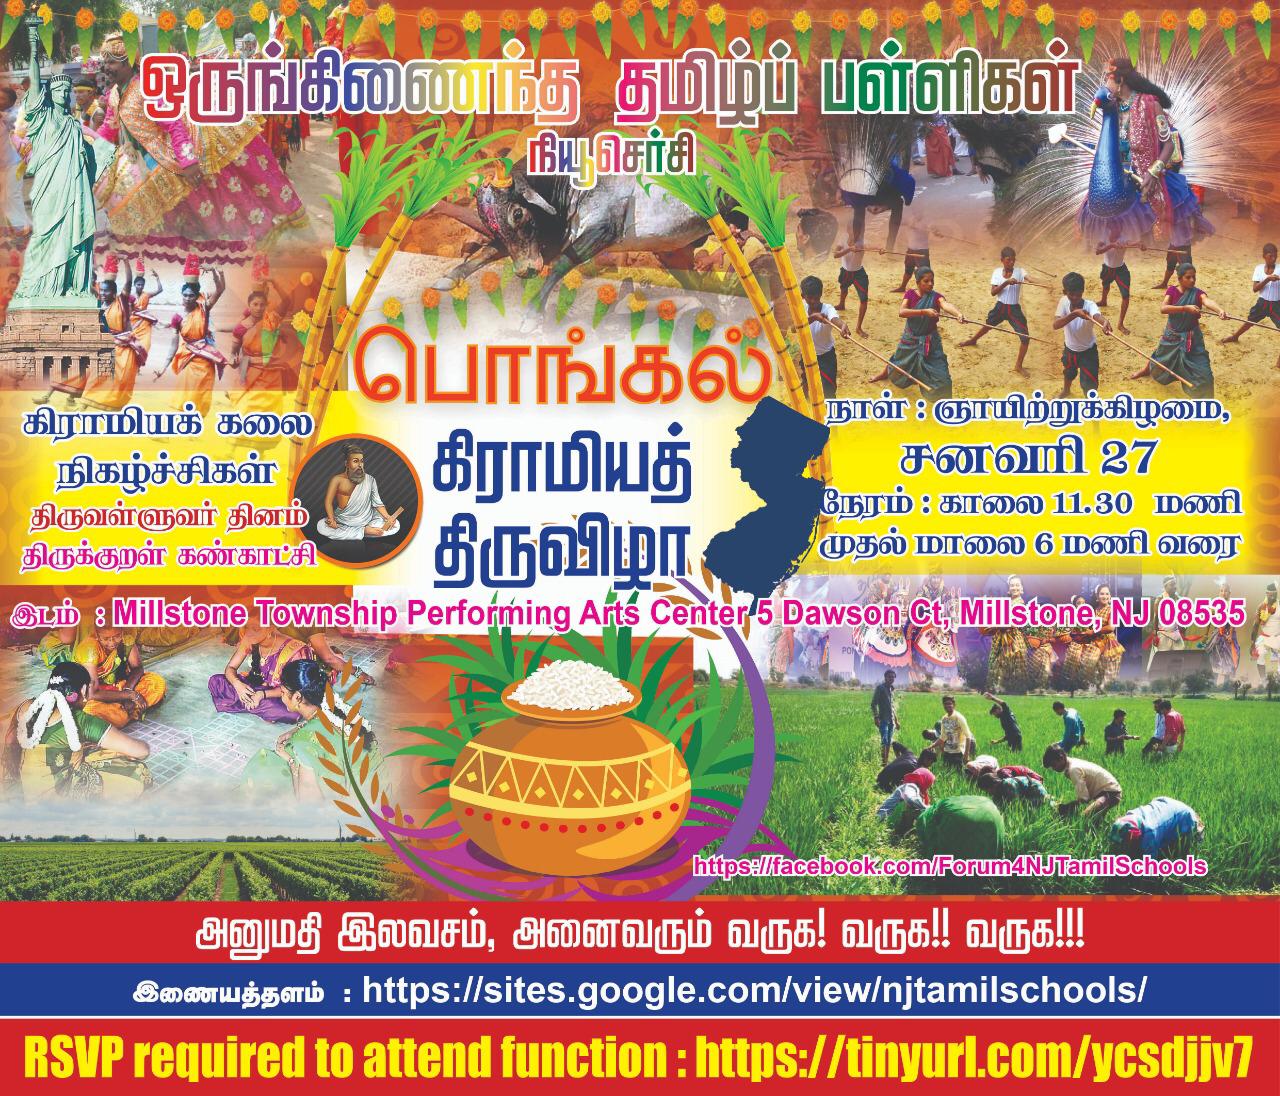 ஒருங்கிணைந்த தமிழ்ப் பள்ளிகள்
நியூசெர்சி
பொங்கல்
கிராமியத்
திருவிழா
கிராமியக் கலை
நிகழ்ச்சிகள்
திருவள்ளுவர் தினம்
திருக்குறள் கண்காட்சி
நாள் : ஞாயிற்றுக்கிழமை,
சனவரி 27
நேரம் : காலை 11.30 மணி
முதல் மாலை 6 மணி வரை
இடம் : Millstone Township Performing Arts Center 5 Dawson Ct, Millstone, NJ 08535
https://facebook.com/Forum4NJTamilSchools
அனுமதி இலவசம், அனைவரும் வருக! வருக!! வருக!!!
இணையத்தளம் : https://sites.google.com/view/njtamilschools/
RSVP required to attend function : https://tinyurl.com/ycsdjjv7